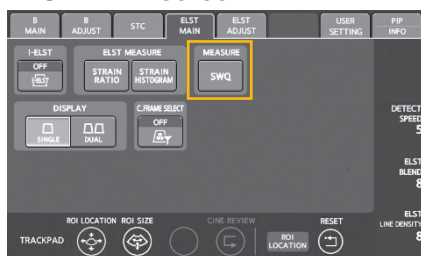 B MAIN
B ADJUST
STC
ELST MAIN
ELST ADJUST
USER SETTING
PIP INFO
I-ELST
ELST MEASURE
MEASURE
OFF
I-ELST
STRAIN RATIO
STRAIN HISTOGRAM
SWQ
DISPLAY
C.FRAME SELECT
SINGLE
DUAL
OFF
DETECT SPEED
5
ELST BLEND
8
ELST LINE DENSITY
8
ROI LOCATION
ROI SIZE
CINE REVIEW
RESET
TRACKPAD
ROI LOCATION